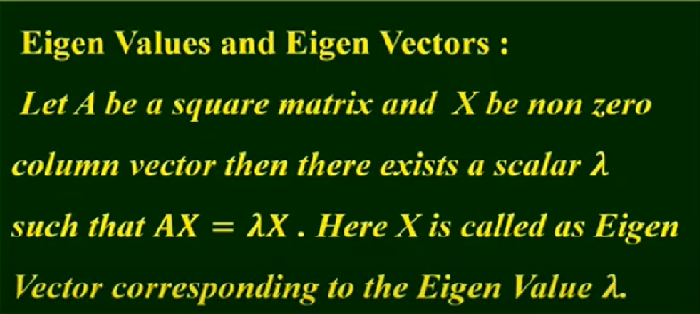 Eigen Values and Eigen Vectors :
Let A be a square matrix and X be non zero
column vector then there exists a scalar λ
such that AX = λX . Here X is called as Eigen
Vector corresponding to the Eigen Value λ.